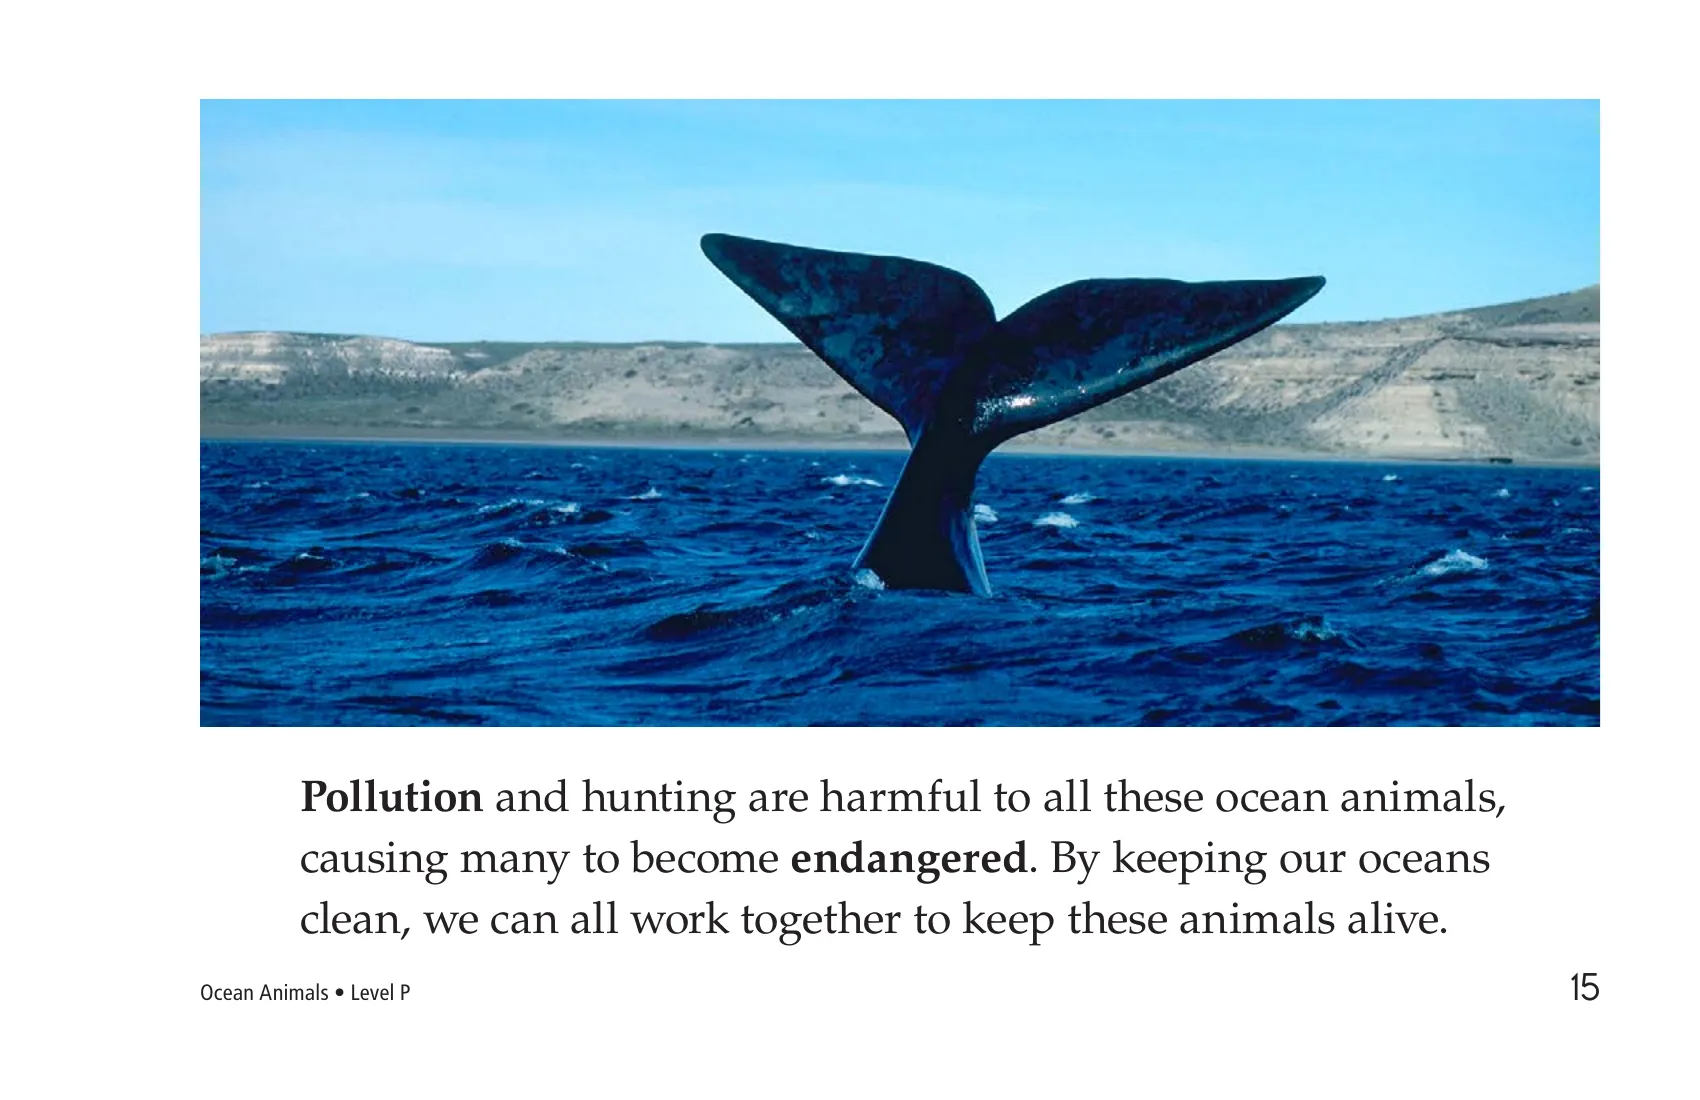 Pollution and hunting are harmful to all these ocean animals,
causing many to become endangered. By keeping our oceans
clean, we can all work together to keep these animals alive.
Ocean Animals • Level P
15